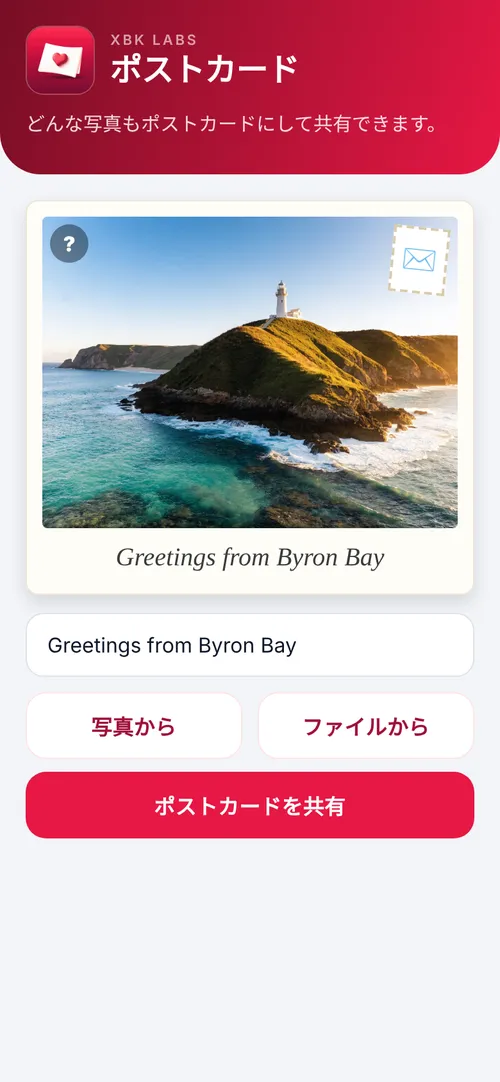 XBK LABS
ポストカード
どんな写真もポストカードにして共有できます。
?
Greetings from Byron Bay
Greetings from Byron Bay
写真から
ファイルから
ポストカードを共有